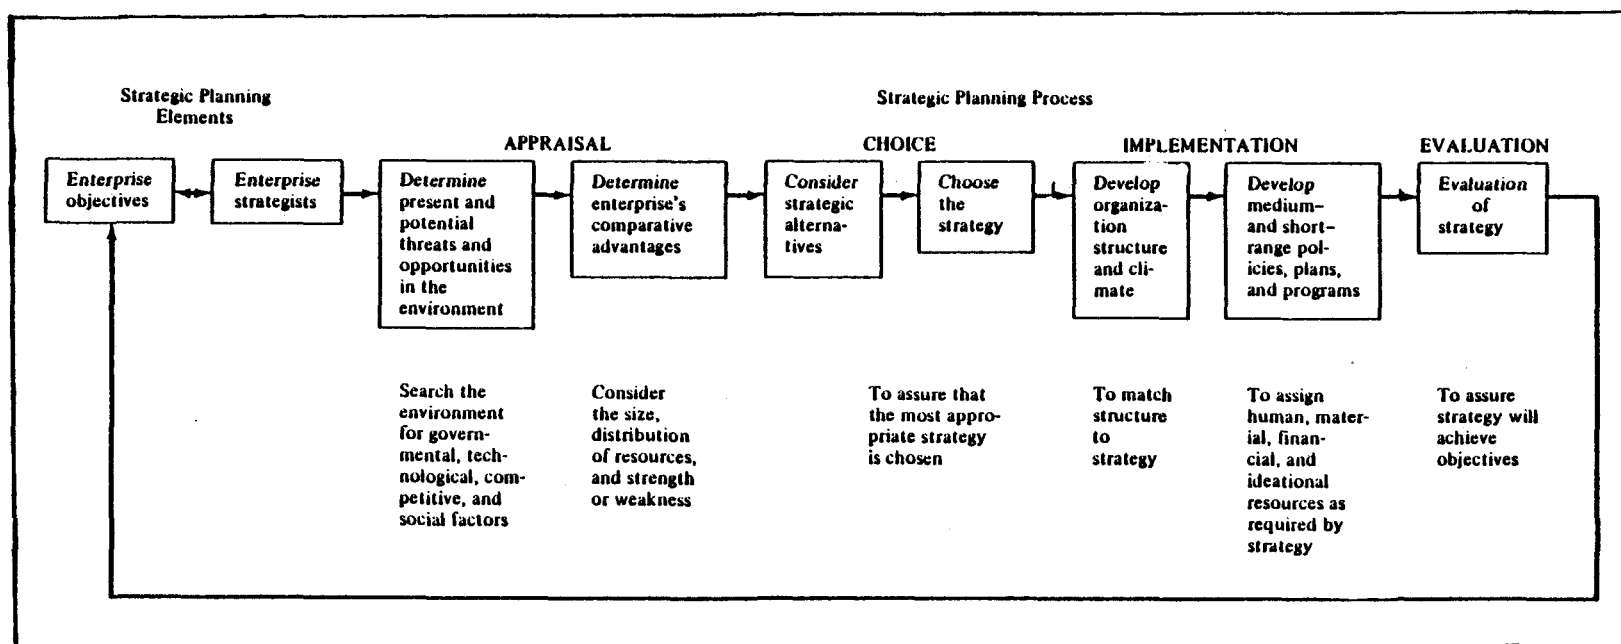 Strategic Planning
Elements
Strategic Planning Process
APPRAISAL
CHOICE
IMPLEMENTATION
EVALUATION
Enterprise
objectives
Enterprise
strategists
Determine
present and
potential
threats and
opportunities
in the
environment
Determine
enterprise's
comparative
advantages
Consider
strategic
alterna-
tives
Choose
the
strategy
Develop
organiza-
tion
structure
and cli-
mate
Develop
medium–
and short–
range pol-
icies, plans,
and programs
Evaluation
of
strategy
Search the
environment
for govern-
mental, tech-
nological, com-
petitive, and
social factors
Consider
the size,
distribution
of resources,
and strength
or weakness
To assure that
the most appro-
priate strategy
is chosen
To match
structure
to
strategy
To assign
human, mater-
ial, finan-
cial, and
ideational
resources as
required by
strategy
To assure
strategy will
achieve
objectives